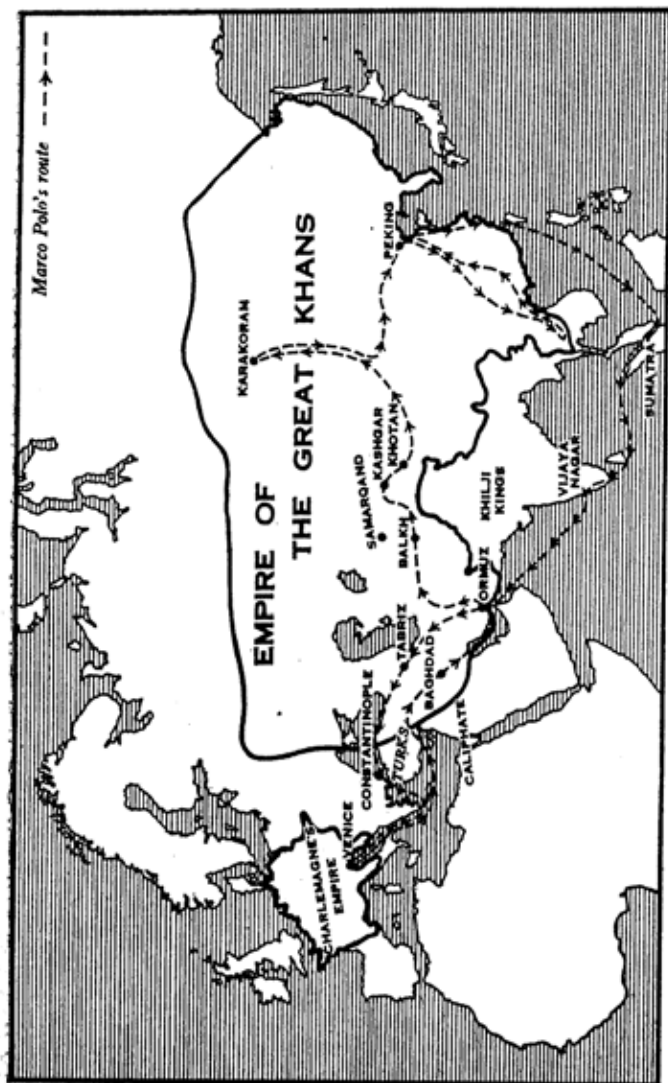 Marco Polo's route
EMPIRE OF
THE GREAT KHANS
KARAKORAM
PEKING
KASHGAR
KHOTAN
SAMARQAND
BALKH
CHARLEMAGNE'S
EMPIRE
VENICE
CONSTANTINOPLE
TURKS
TABRIZ
BAGHDAD
CALIPHATE
ORMUZ
KHILJI
KINGS
VIJAYA
NAGAR
SUMATRA